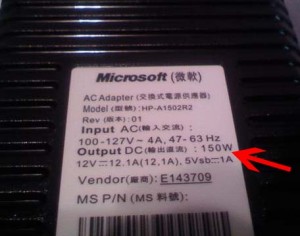 Microsoft (微軟)
AC Adapter (交換式電源供應器)
Model (型號) : HP-A1502R2
Rev (版本) : 01
Input AC(輸入交流) :
100-127V ~ 4A, 47-63 Hz
Output DC(輸出直流) : 150W
12V⎓12.1A(12.1A), 5Vsb⎓1A
Vendor(廠商): E143709
MS P/N (MS 料號):